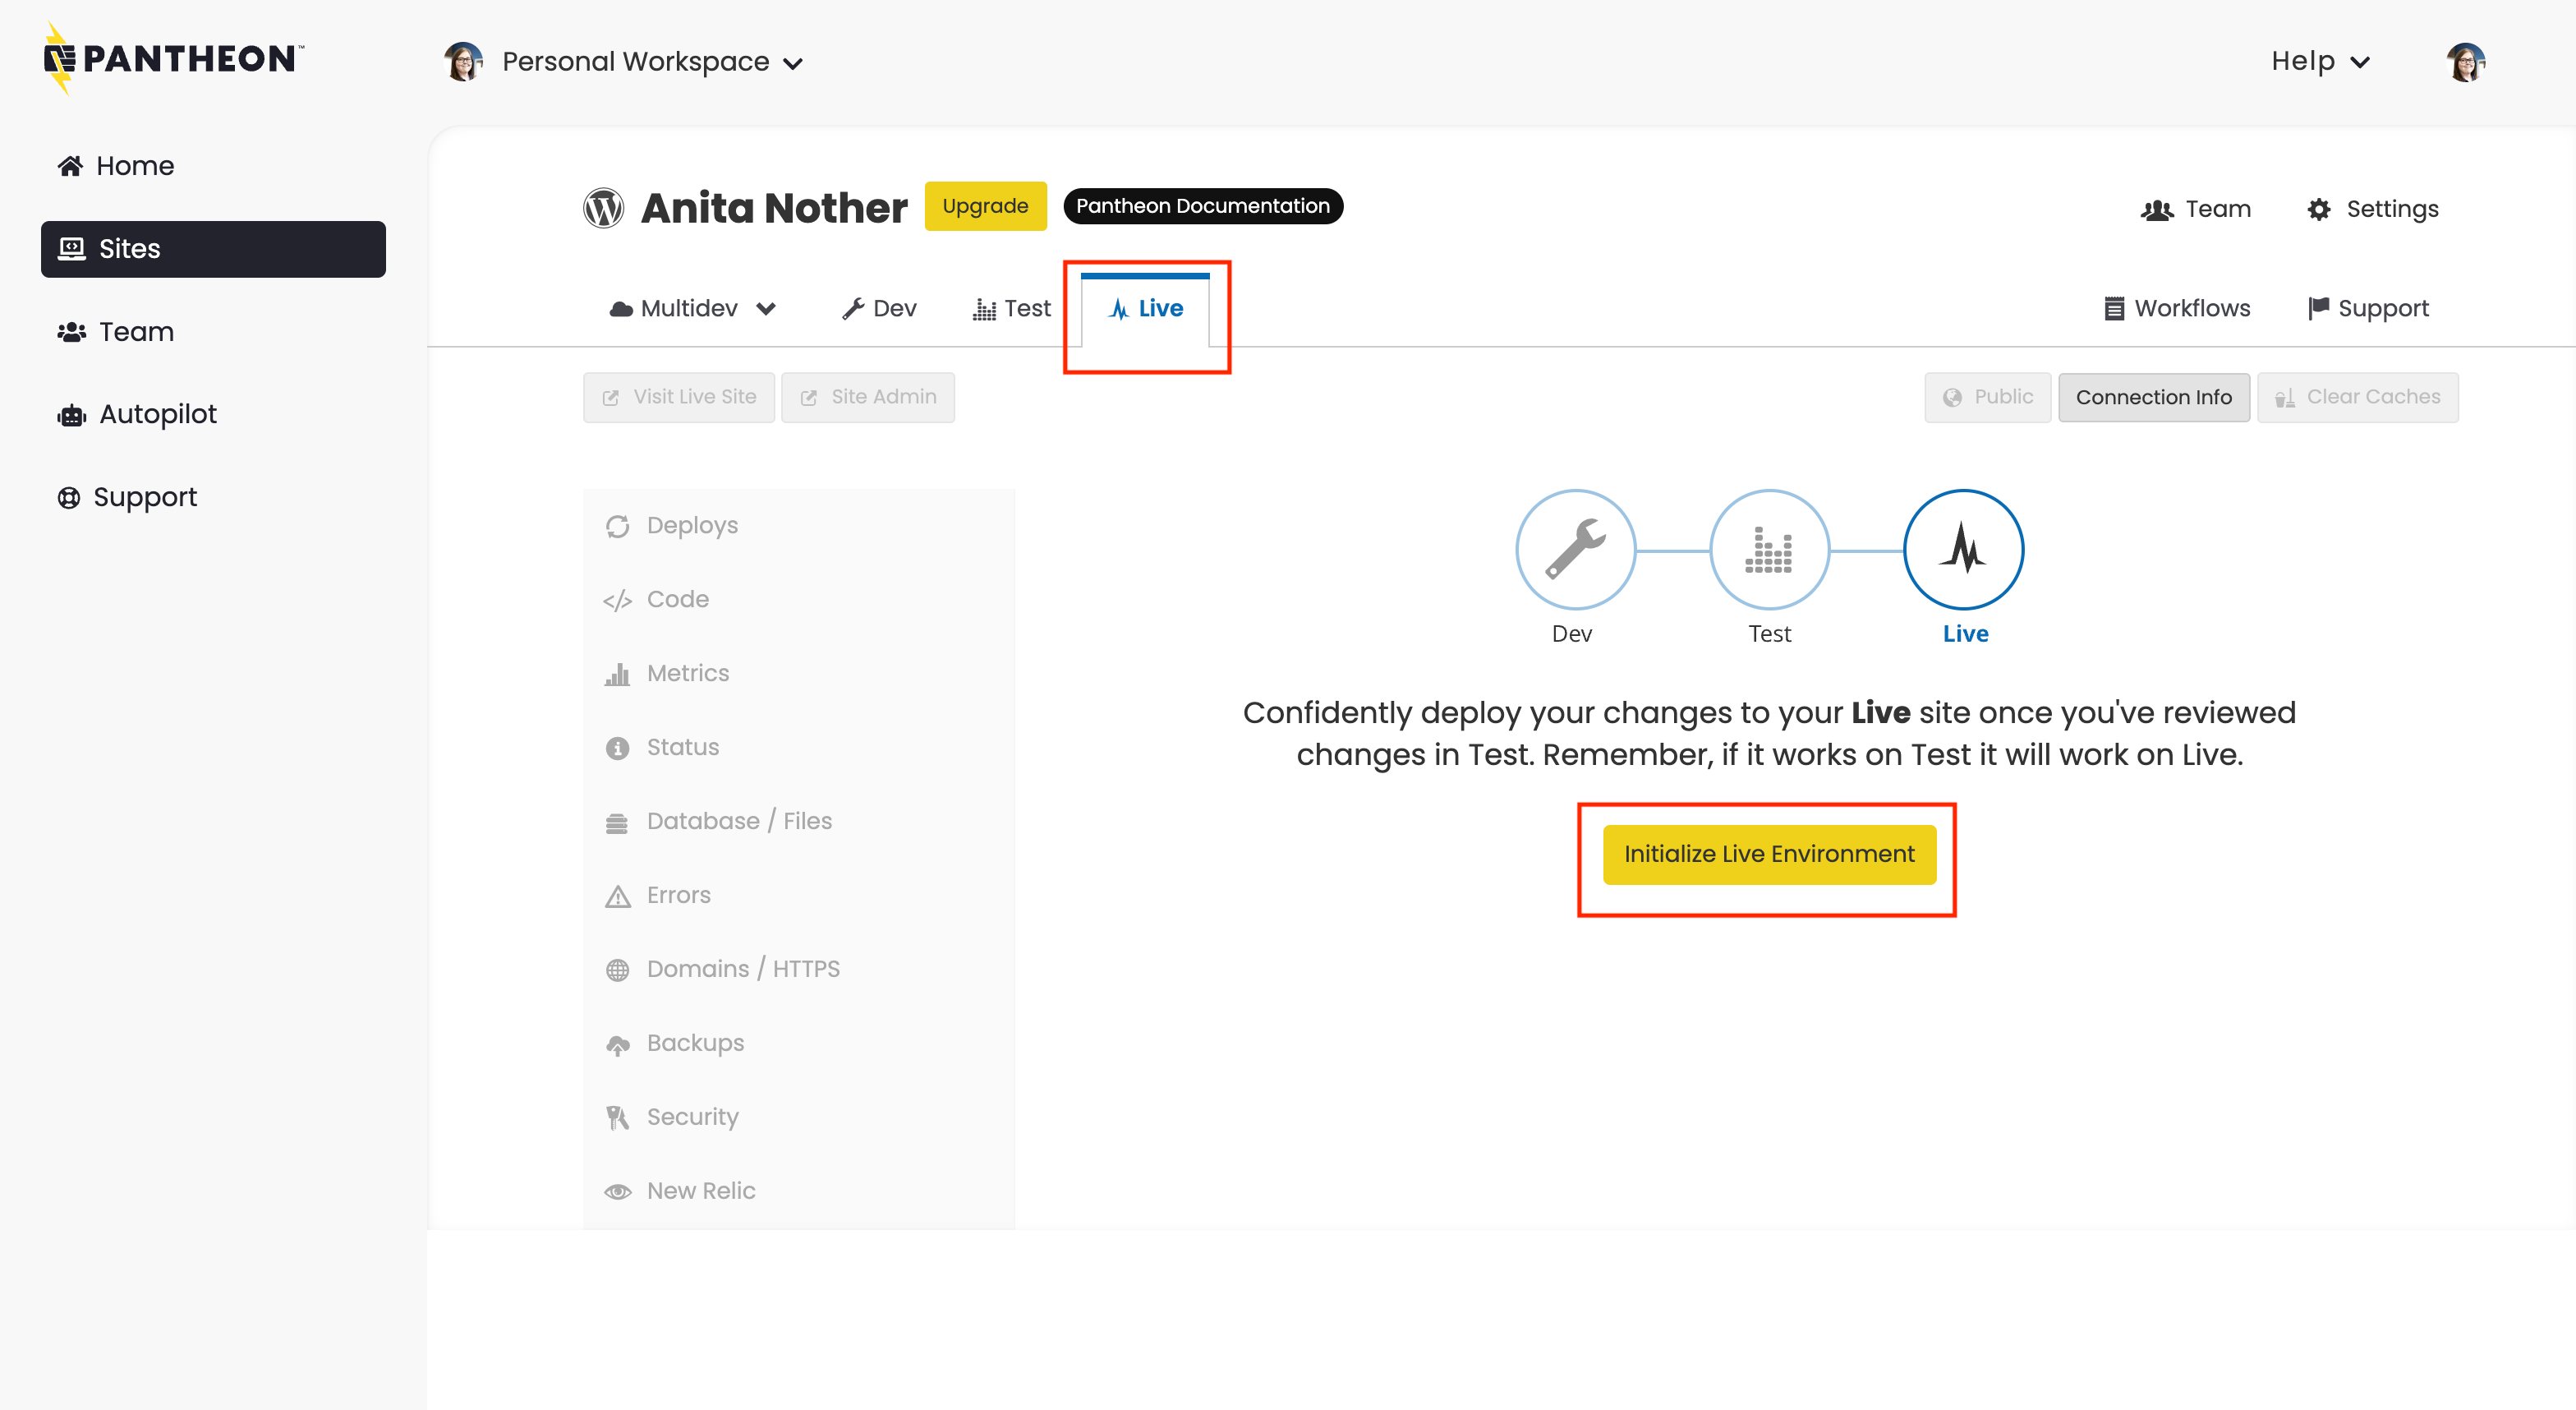 PANTHEON™
Personal Workspace
Help
Home
Sites
Team
Autopilot
Support
Anita Nother
Upgrade
Pantheon Documentation
Team
Settings
Multidev
Dev
Test
Live
Workflows
Support
Visit Live Site
Site Admin
Public
Connection Info
Clear Caches
Deploys
Code
Metrics
Status
Database / Files
Errors
Domains / HTTPS
Backups
Security
New Relic
Dev
Test
Live
Confidently deploy your changes to your Live site once you've reviewed
changes in Test. Remember, if it works on Test it will work on Live.
Initialize Live Environment